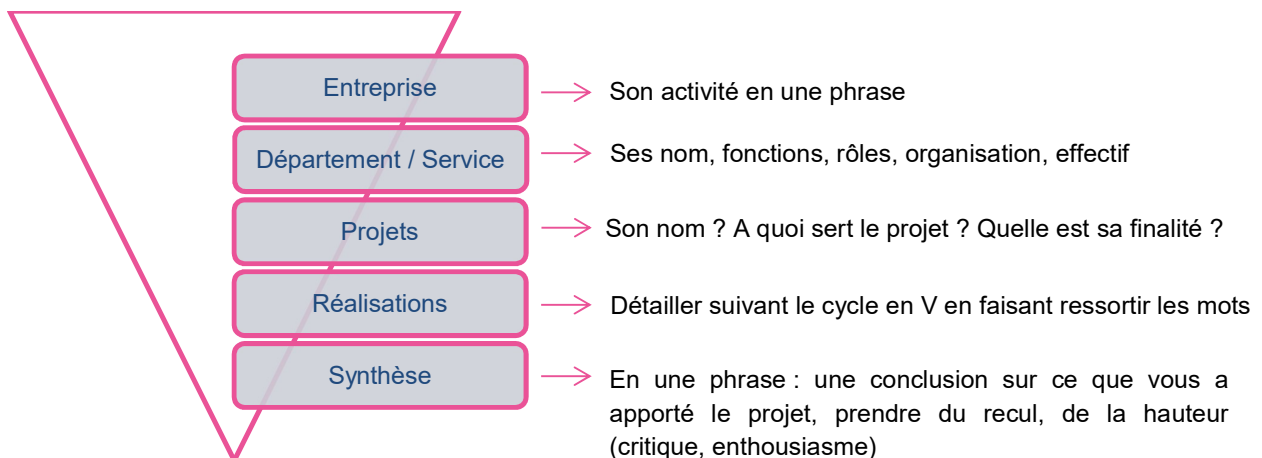 Entreprise
Son activité en une phrase
Département / Service
Ses nom, fonctions, rôles, organisation, effectif
Projets
Son nom ? A quoi sert le projet ? Quelle est sa finalité ?
Réalisations
Détailler suivant le cycle en V en faisant ressortir les mots
Synthèse
En une phrase : une conclusion sur ce que vous a
apporté le projet, prendre du recul, de la hauteur
(critique, enthousiasme)